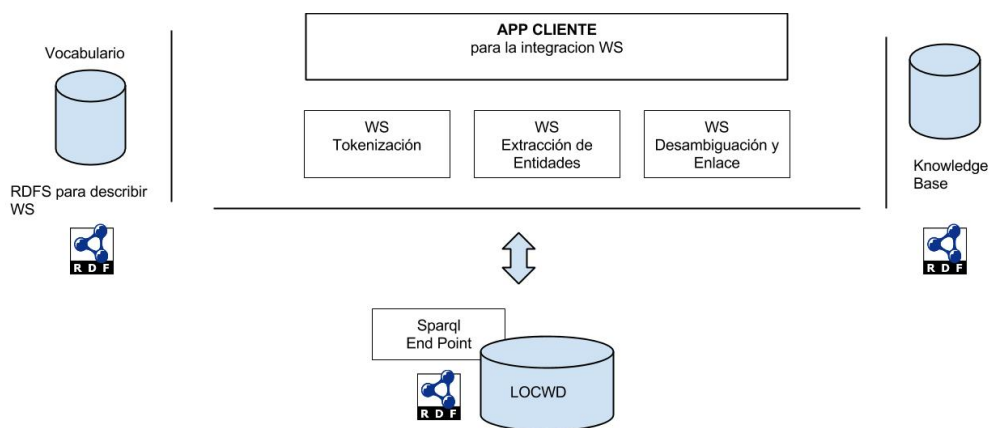 APP CLIENTE
para la integracion WS
Vocabulario
WS
Tokenización
WS
Extracción de
Entidades
WS
Desambiguación y
Enlace
RDFS para describir
WS
Knowledge
Base
RDF
RDF
Sparql
End Point
LOCWD
RDF